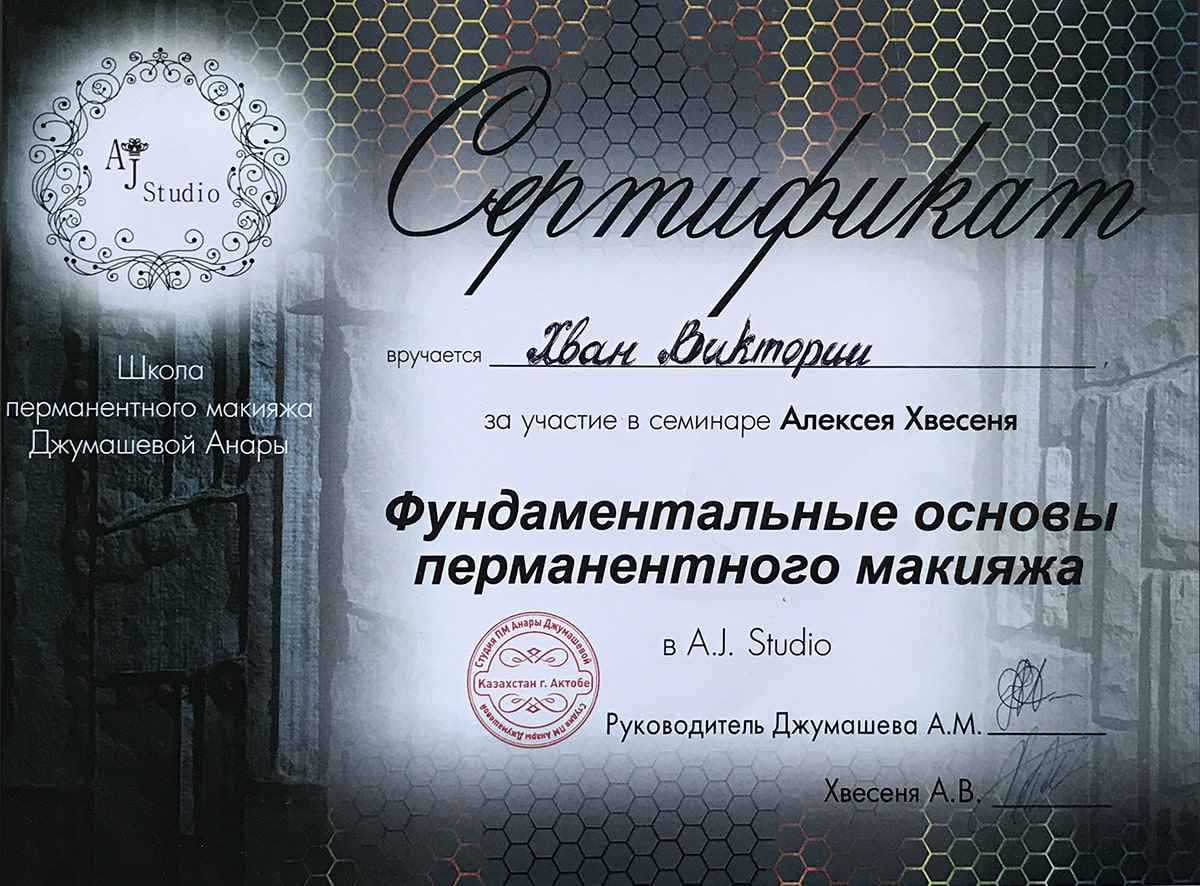 AJ
Studio
Школа
перманентного макияжа
Джумашевой Анары
Сертификат
вручается Хван Виктории,
за участие в семинаре Алексея Хвесеня
Фундаментальные основы
перманентного макияжа
в A.J. Studio
Студия ПМ Анары Джумашевой
Казахстан г. Актобе
Студия ПМ Анары Джумашевой
Руководитель Джумашева А.М.
Хвесеня А.В.